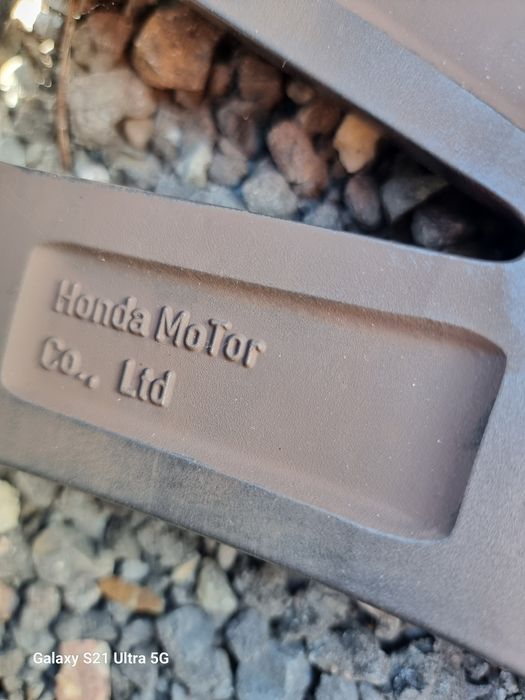 Honda MoTor
Co., Ltd
Galaxy S21 Ultra 5G